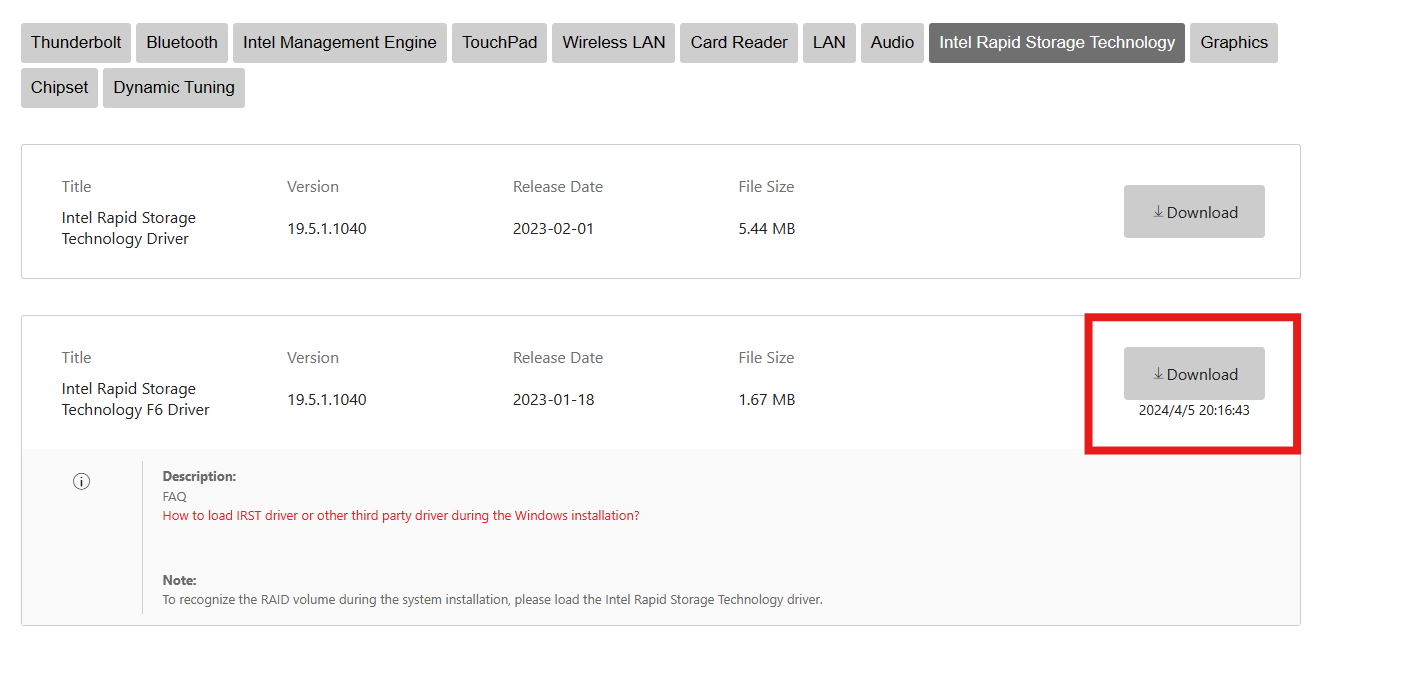 Thunderbolt Bluetooth Intel Management Engine TouchPad Wireless LAN Card Reader LAN Audio Intel Rapid Storage Technology Graphics
Chipset Dynamic Tuning
Title Version Release Date File Size
Intel Rapid Storage
Technology Driver
19.5.1.1040 2023-02-01 5.44 MB
Download
Title Version Release Date File Size
Intel Rapid Storage
Technology F6 Driver
19.5.1.1040 2023-01-18 1.67 MB
Download
2024/4/5 20:16:43
Description:
FAQ
How to load IRST driver or other third party driver during the Windows installation?
Note:
To recognize the RAID volume during the system installation, please load the Intel Rapid Storage Technology driver.